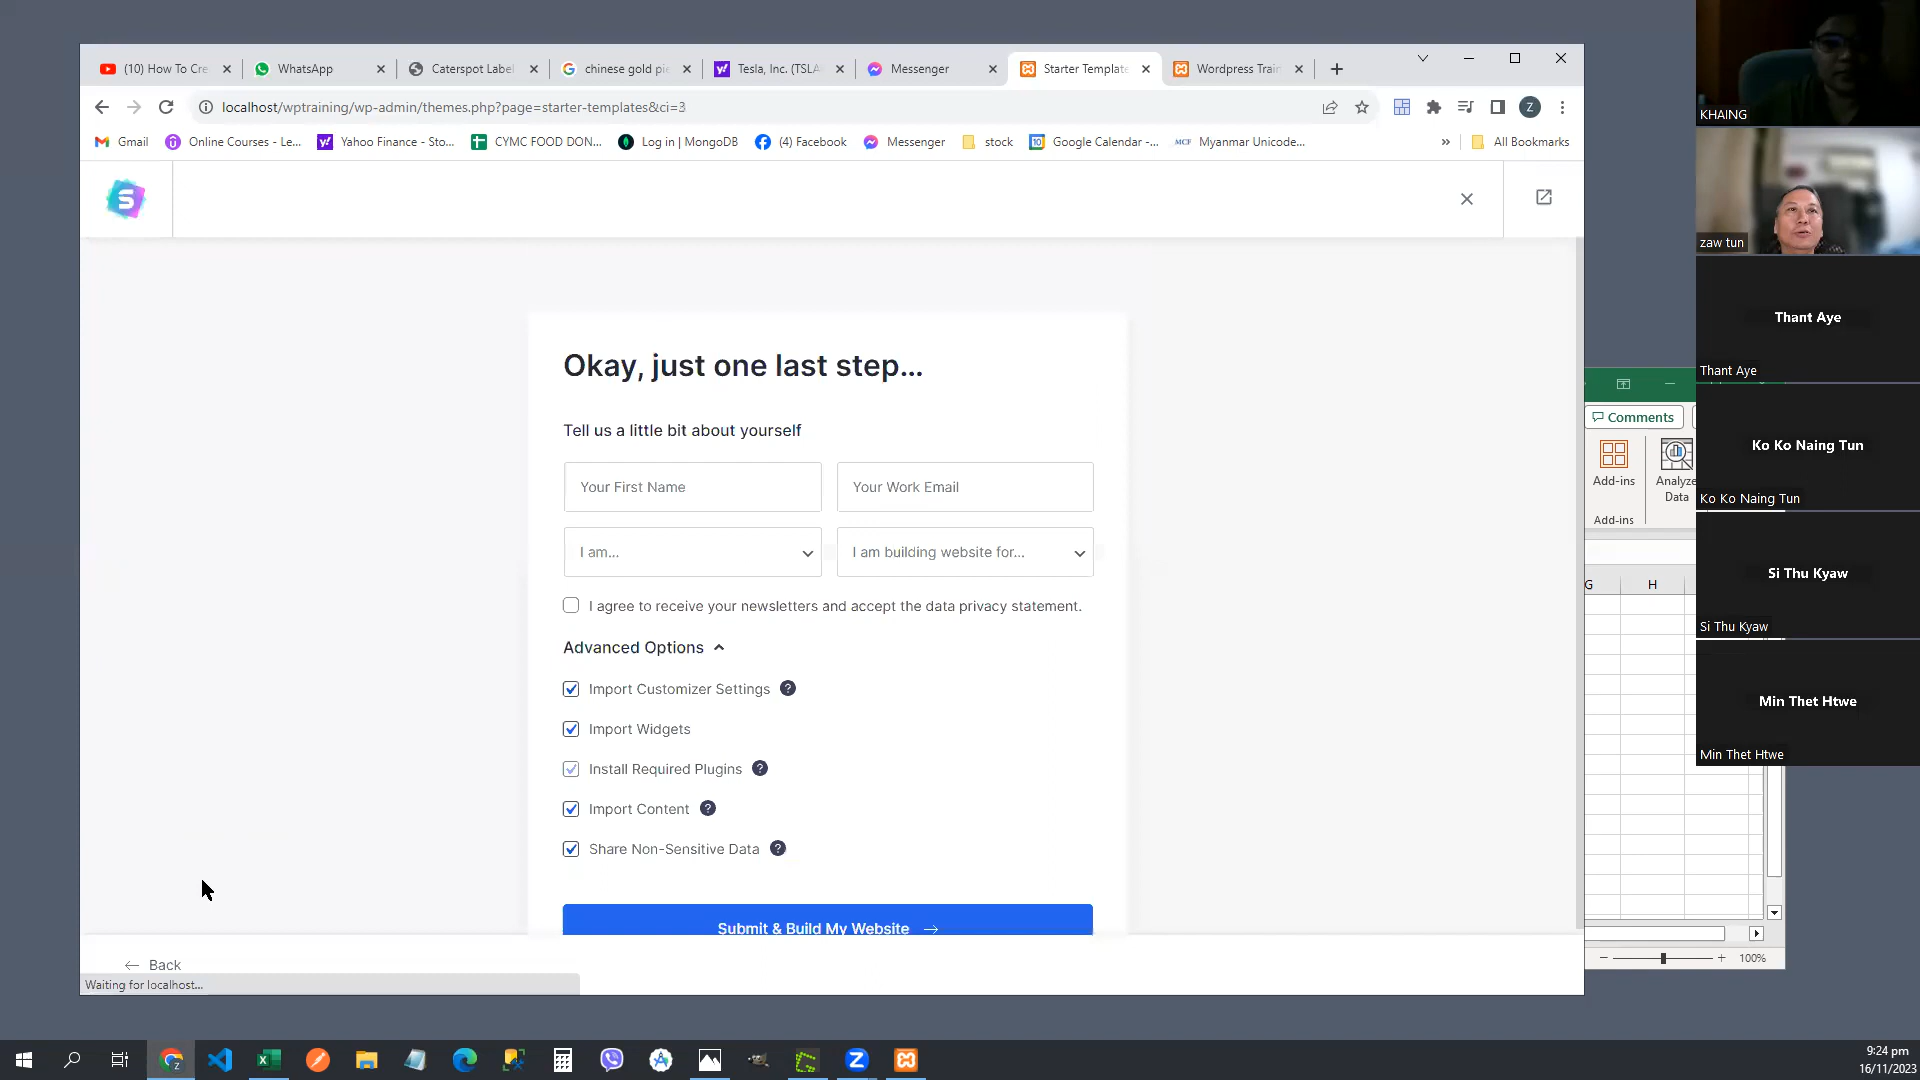 (10) How To Cre
WhatsApp
Caterspot Label
chinese gold pie
Tesla, Inc. (TSLA
Messenger
Starter Template
Wordpress Train
localhost/wptraining/wp-admin/themes.php?page=starter-templates&ci=3
Z
Gmail
Online Courses - Le...
Yahoo Finance - Sto...
CYMC FOOD DON...
Log in | MongoDB
(4) Facebook
Messenger
stock
Google Calendar -...
Myanmar Unicode...
»
All Bookmarks
Okay, just one last step...
Tell us a little bit about yourself
Your First Name
Your Work Email
I am...
I am building website for...
I agree to receive your newsletters and accept the data privacy statement.
Advanced Options
Import Customizer Settings
Import Widgets
Install Required Plugins
Import Content
Share Non-Sensitive Data
Submit & Build My Website →
← Back
Waiting for localhost...
Comments
Add-ins
Analyze
Data
Add-ins
G H
100%
KHAING
zaw tun
Thant Aye
Thant Aye
Ko Ko Naing Tun
Ko Ko Naing Tun
Si Thu Kyaw
Si Thu Kyaw
Min Thet Htwe
Min Thet Htwe
9:24 pm
16/11/2023